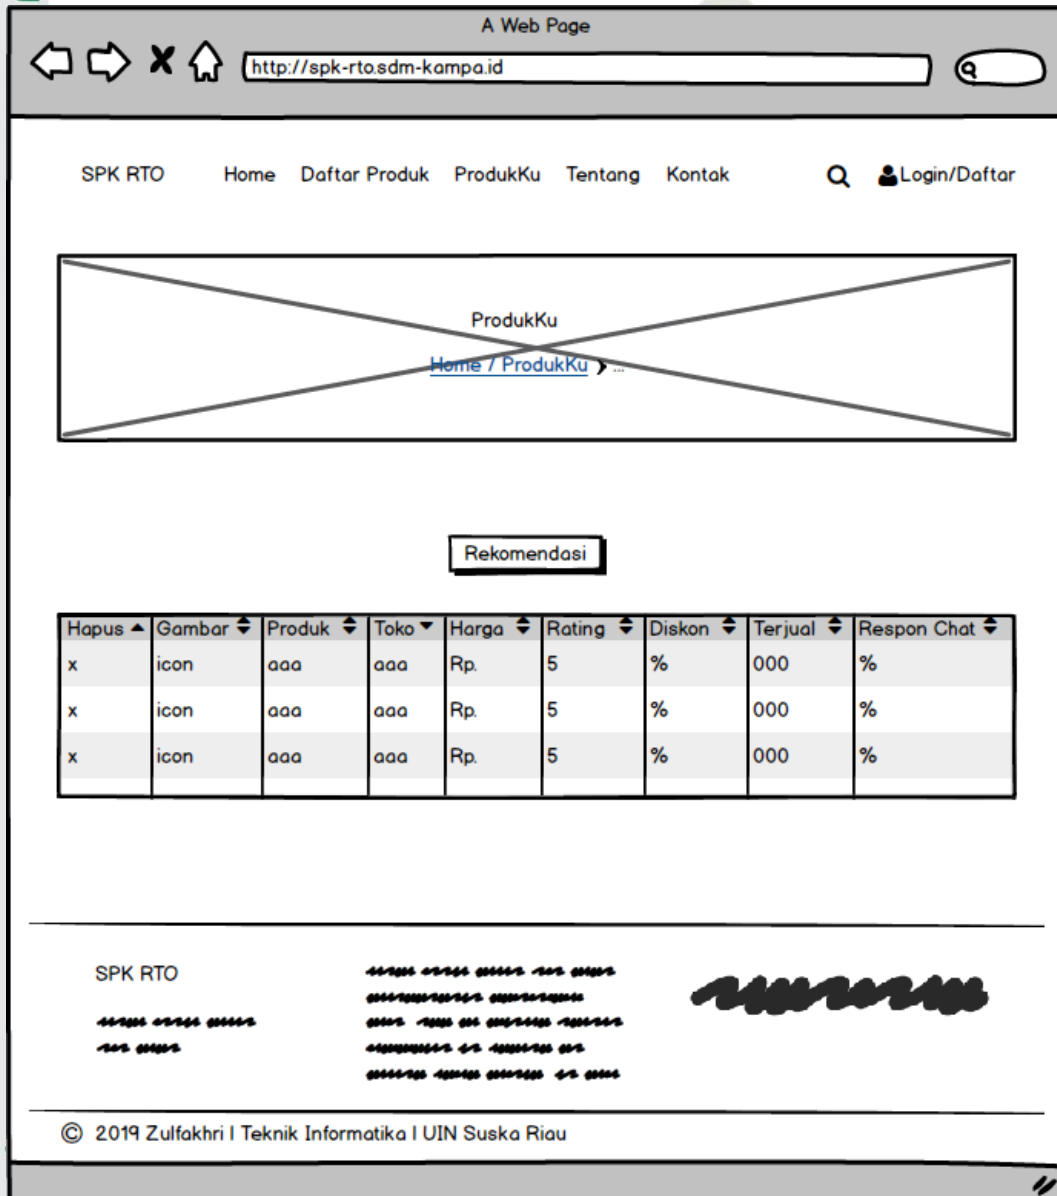 A Web Page
http://spk-rto.sdm-kampa.id
SPK RTO Home Daftar Produk ProdukKu Tentang Kontak Login/Daftar
ProdukKu
Home / ProdukKu ...
Rekomendasi
Hapus Gambar Produk Toko Harga Rating Diskon Terjual Respon Chat
x icon aaa aaa Rp. 5 % 000 %
x icon aaa aaa Rp. 5 % 000 %
x icon aaa aaa Rp. 5 % 000 %
SPK RTO
© 2019 Zulfakhri | Teknik Informatika | UIN Suska Riau